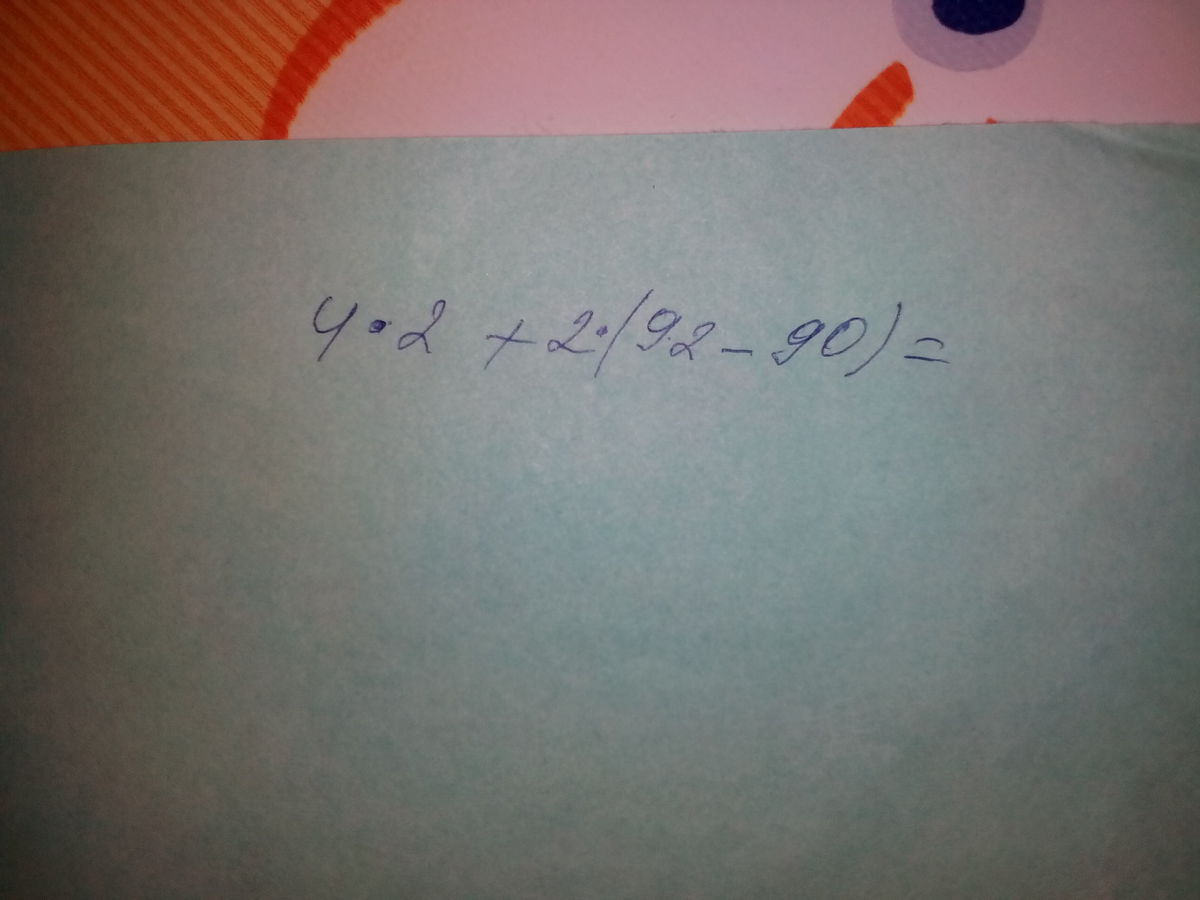 4·2 + 2·(92 - 90) =